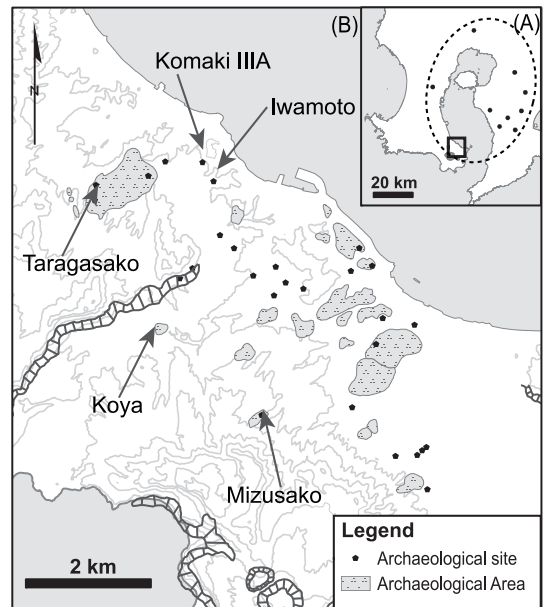 (B)
(A)
N
Komaki IIIA
Iwamoto
20 km
Taragasako
Koya
Mizusako
2 km
Legend
Archaeological site
Archaeological Area